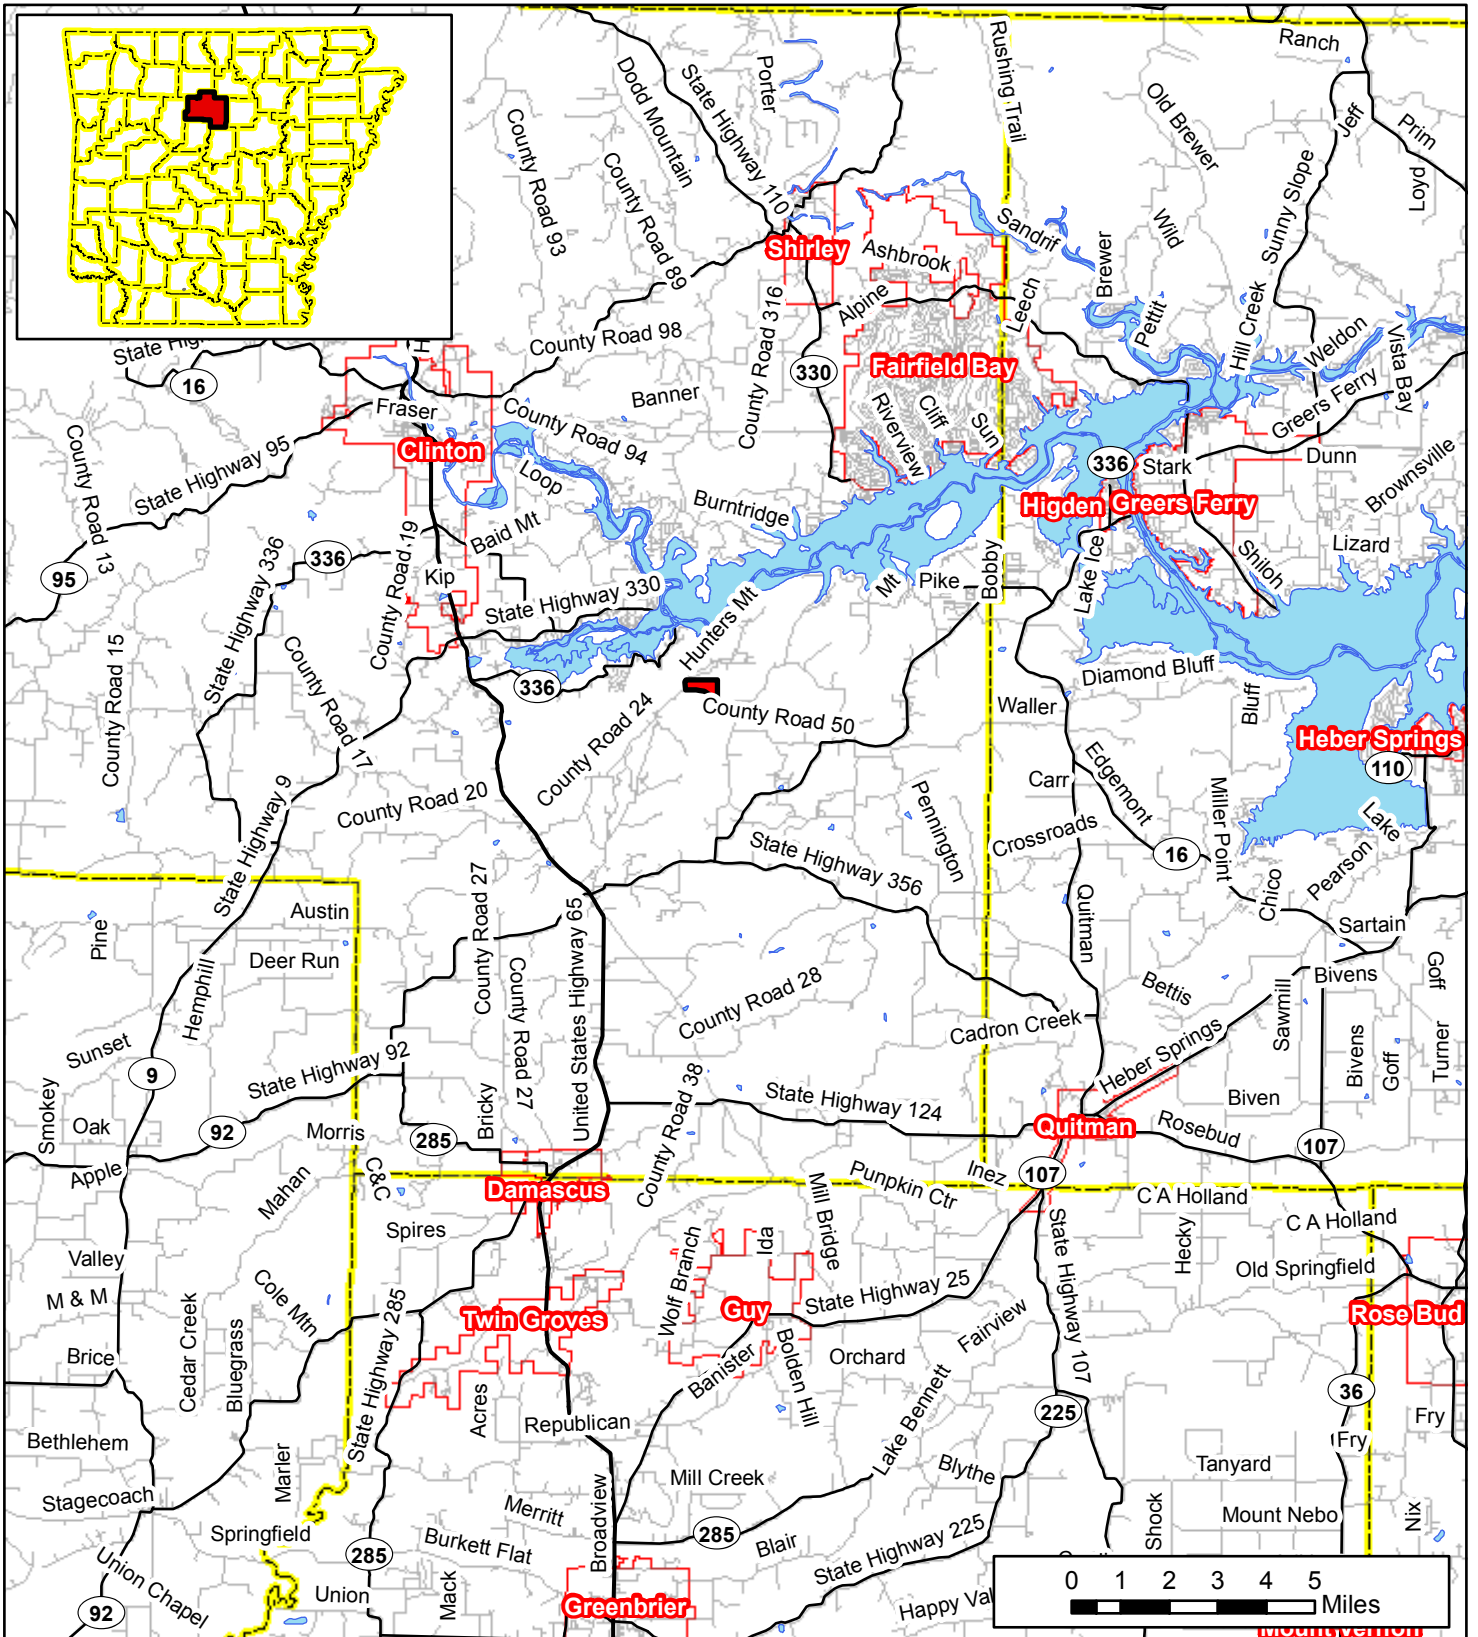 Ranch
Rushing Trail
Porter
State Highway 110
Dodd Mountain
Old Brewer
Jeff
Prim
Loyd
County Road 93
County Road 89
Sunny Slope
Wild
Sandrif
Shirley
Ashbrook
Brewer
Alpine
Leech
Pettit
Hill Creek
Weldon
Vista Bay
County Road 316
County Road 98
330
Fairfield Bay
16
Banner
Greers Ferry
Fraser
Riverview
Cliff
Sun
County Road 94
Clinton
336
Stark
Dunn
State Highway 95
County Road 13
Loop
Brownsville
Burntridge
Higden
Greers Ferry
Baid Mt
Lizard
State Highway 336
336
County Road 19
Shiloh
95
Kip
Mt
Pike
Bobby
Lake Ice
State Highway 330
Hunters Mt
County Road 15
County Road 17
336
Diamond Bluff
Bluff
County Road 24
County Road 50
Waller
Heber Springs
110
Carr
Edgemont
Miller Point
State Highway 9
County Road 20
Pennington
Crossroads
Lake
Pearson
State Highway 356
16
Chico
Pine
Austin
County Road 27
United States Highway 65
Quitman
Sartain
Deer Run
Bivens
Goff
Hemphill
County Road 27
County Road 28
Bettis
Sawmill
Sunset
Cadron Creek
Heber Springs
Bivens
Goff
Turner
State Highway 92
9
Smokey
County Road 38
State Highway 124
Biven
Bricky
Oak
92
Morris
285
Quitman
Rosebud
107
Apple
C&C
Mahan
Damascus
Punpkin Ctr
Inez
107
C A Holland
Mill Bridge
Spires
State Highway 107
Hecky
C A Holland
Valley
Wolf Branch
Ida
Old Springfield
M & M
Cole Mtn
State Highway 285
Twin Groves
Guy
State Highway 25
Fairview
Rose Bud
Cedar Creek
Bluegrass
Brice
Banister
Bolden Hill
Orchard
36
Acres
Republican
Lake Bennett
225
Fry
Bethlehem
Fry
Marler
Mill Creek
Blythe
Tanyard
Stagecoach
Merritt
Shock
Mount Nebo
Nix
Springfield
Burkett Flat
Broadview
285
Blair
285
State Highway 225
Union Chapel
Union
Mack
92
Greenbrier
0 1 2 3 4 5
Miles
Mount Vernon